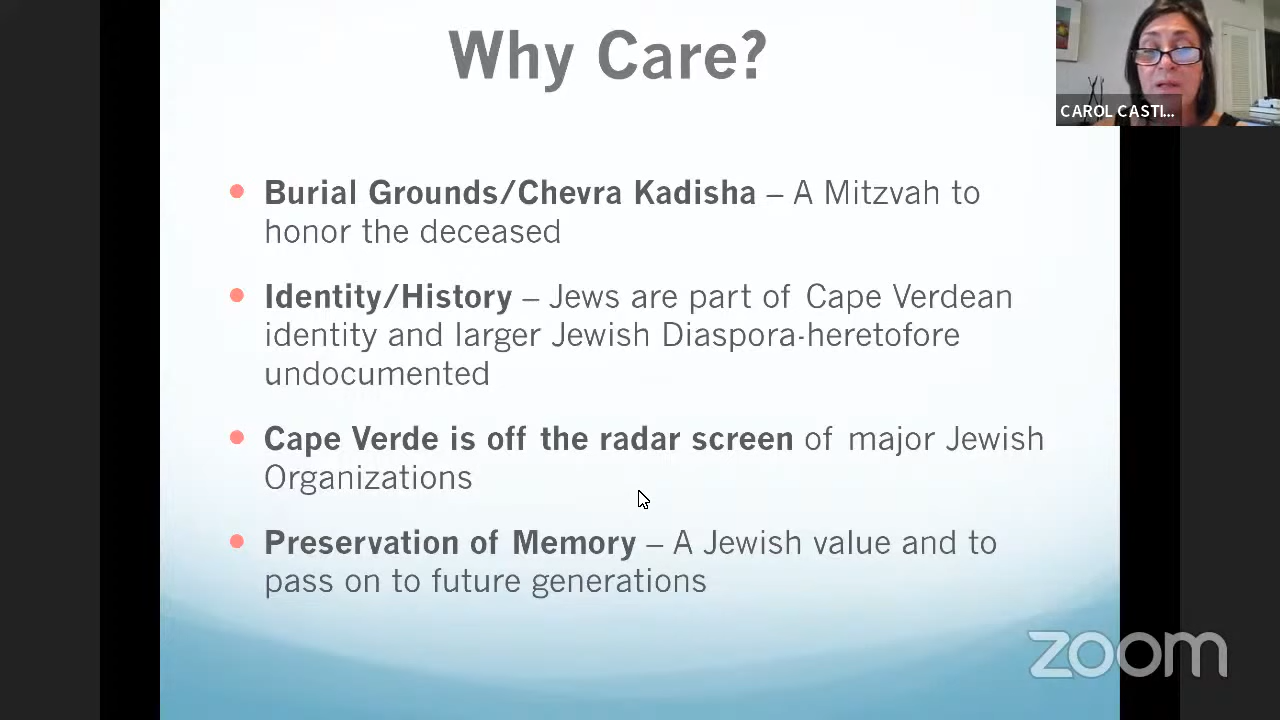 Why Care?
CAROL CASTI...
• Burial Grounds/Chevra Kadisha – A Mitzvah to
honor the deceased
• Identity/History – Jews are part of Cape Verdean
identity and larger Jewish Diaspora-heretofore
undocumented
• Cape Verde is off the radar screen of major Jewish
Organizations
• Preservation of Memory – A Jewish value and to
pass on to future generations
zoom